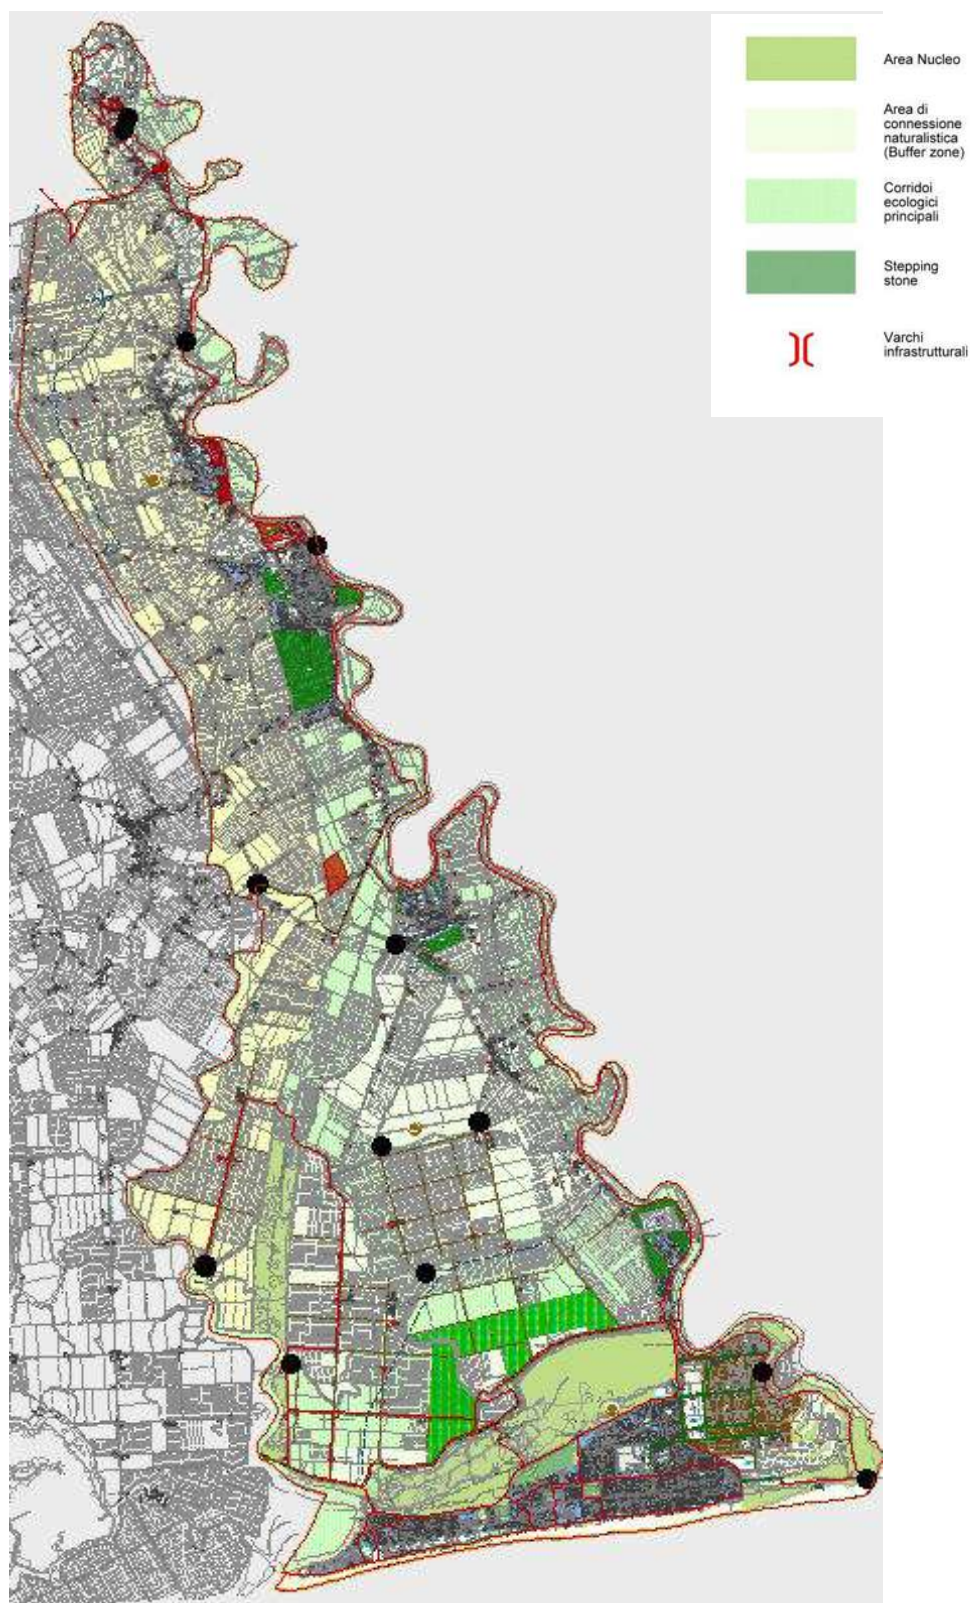 Area Nucleo
Area di
connessione
naturalistica
(Buffer zone)
Corridoi
ecologici
principali
Stepping
stone
Varchi
infrastrutturali